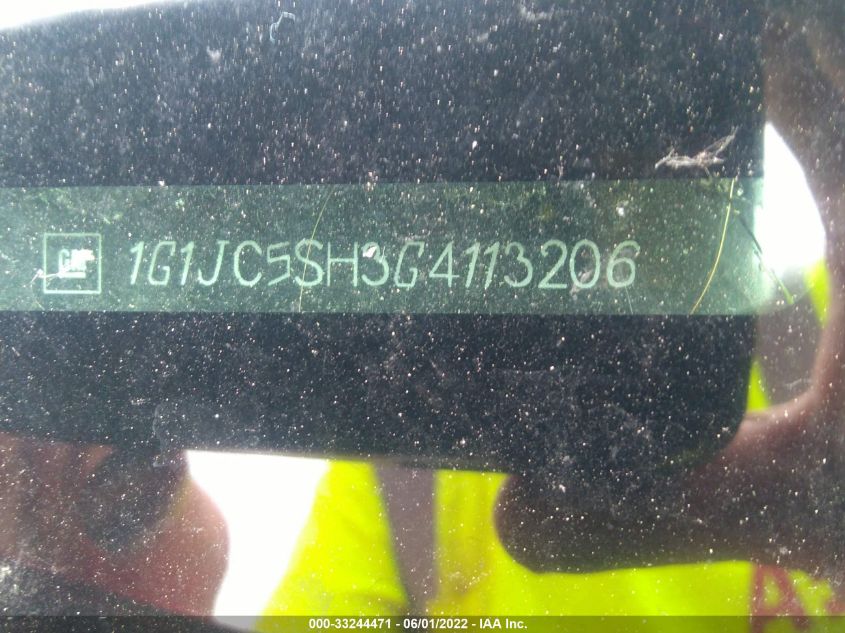 GM 1G1JC5SH3G4113206
000-33244471 - 06/01/2022 - IAA Inc.